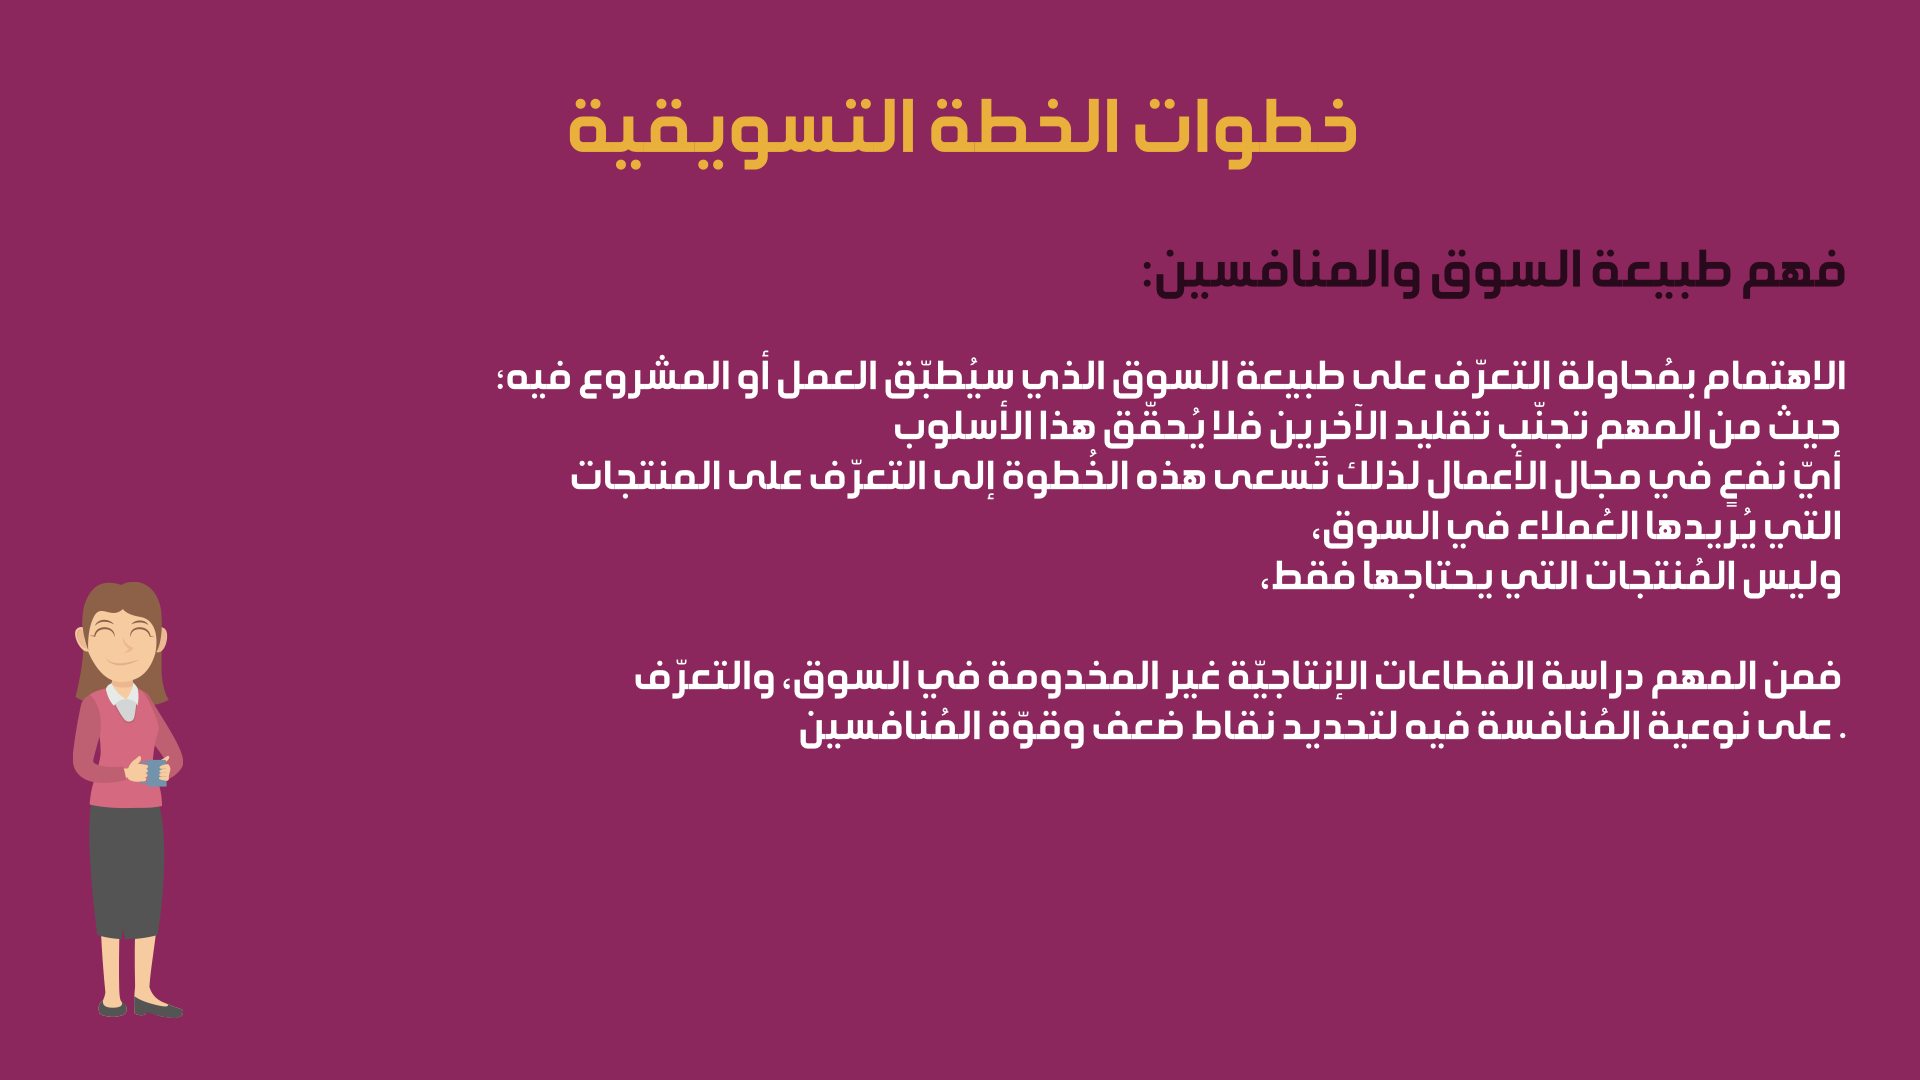 خطوات الخطة التسويقية
فهم طبيعة السوق والمنافسين:
الاهتمام بمُحاولة التعرّف على طبيعة السوق الذي سيُطبّق العمل أو المشروع فيه؛
حيث من المهم تجنّب تقليد الآخرين فلا يُحقّق هذا الأسلوب
أيّ نفعٍ في مجال الأعمال لذلك تَسعى هذه الخُطوة إلى التعرّف على المنتجات
التي يُريدها العُملاء في السوق،
وليس المُنتجات التي يحتاجها فقط،
فمن المهم دراسة القطاعات الإنتاجيّة غير المخدومة في السوق، والتعرّف
. على نوعية المُنافسة فيه لتحديد نقاط ضعف وقوّة المُنافسين